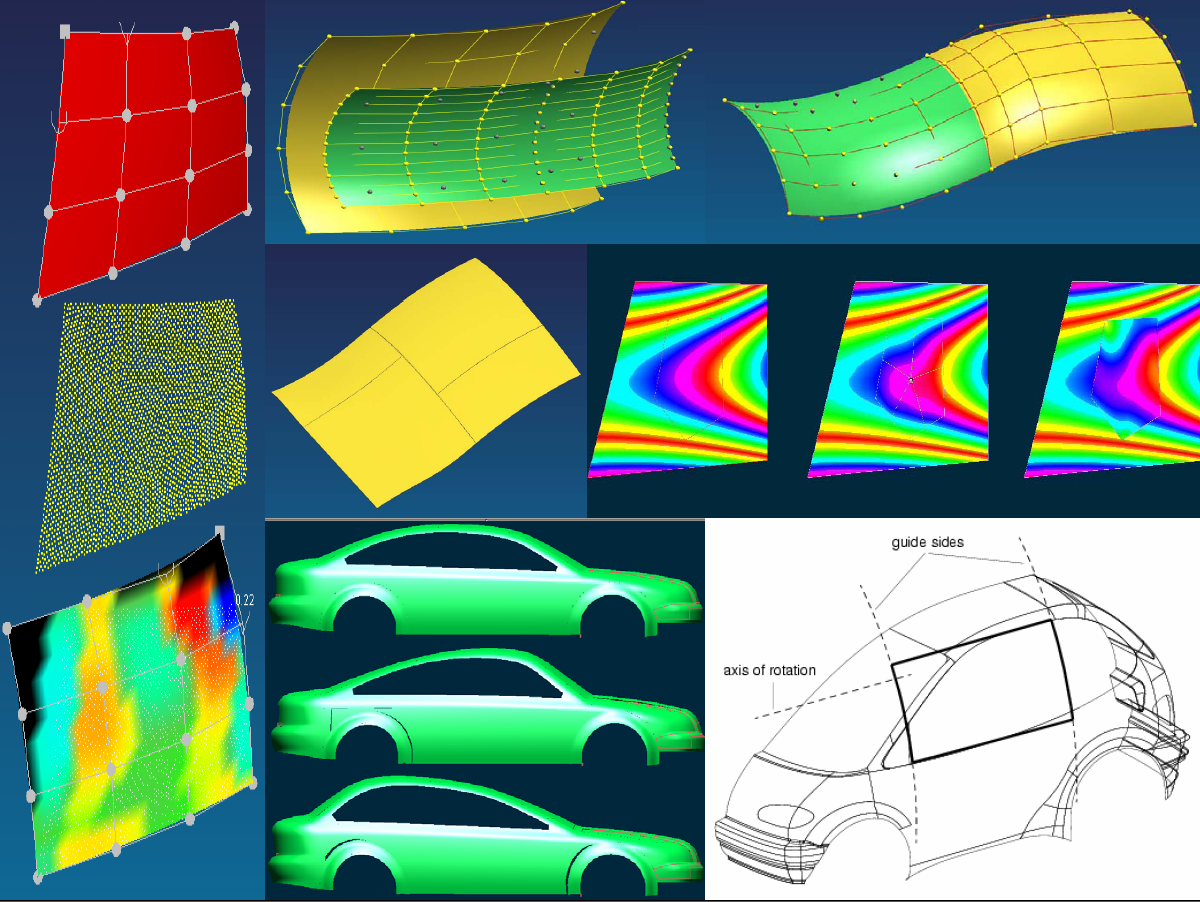 guide sides
axis of rotation
0.22